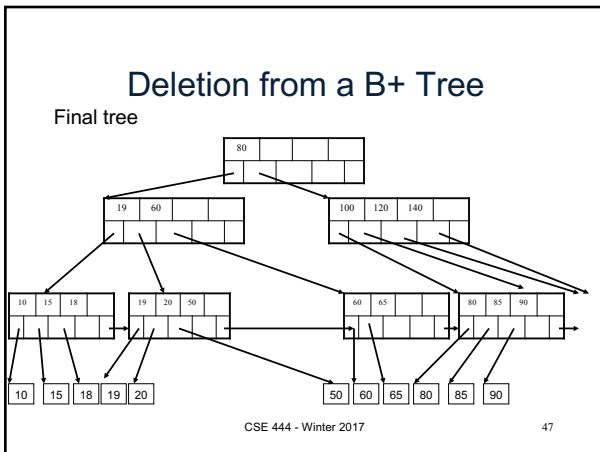 Deletion from a B+ Tree
Final tree
80
19 60
100 120 140
10 15 18
19 20 50
60 65
80 85 90
10 15 18 19 20 50 60 65 80 85 90
CSE 444 - Winter 2017 47